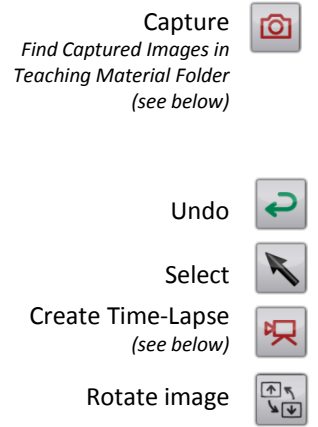 Capture
Find Captured Images in
Teaching Material Folder
(see below)
Undo
Select
Create Time-Lapse
(see below)
Rotate image